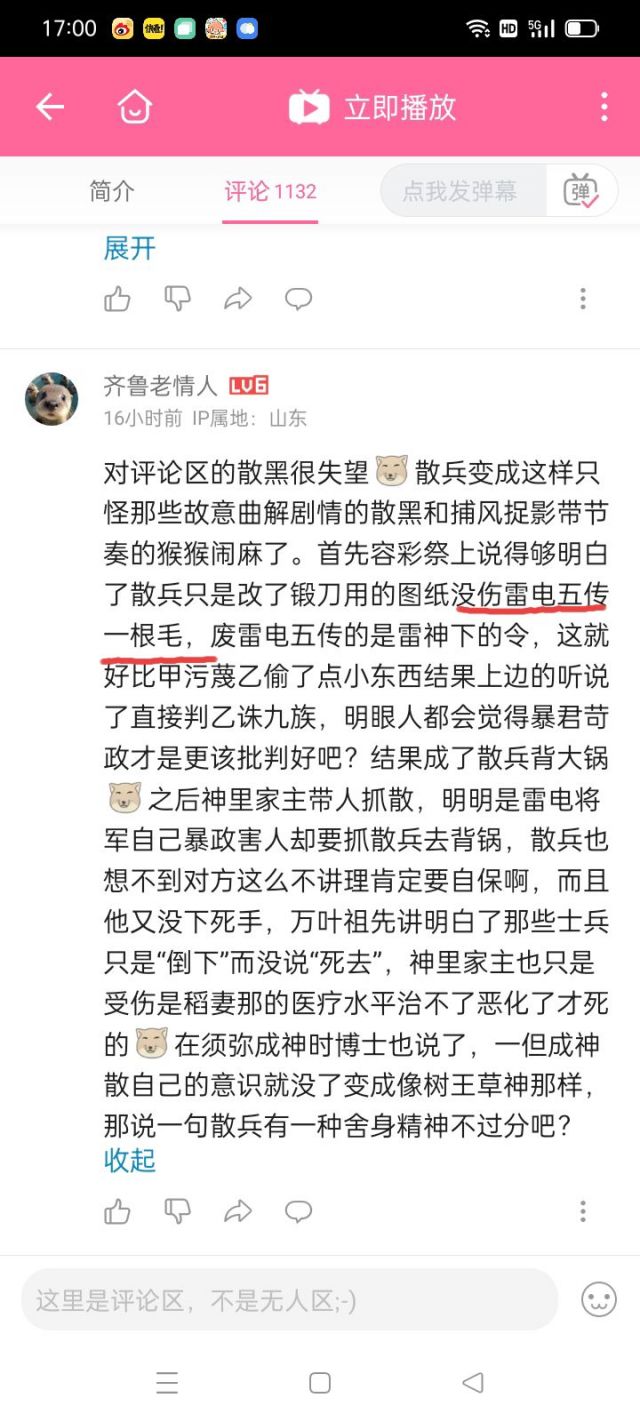 17:00
HD
5G
立即播放
简介
评论 1132
点我发弹幕
弹
展开
齐鲁老情人 LV6
16小时前 IP属地：山东
对评论区的散黑很失望 散兵变成这样只
怪那些故意曲解剧情的散黑和捕风捉影带节
奏的猴猴闹麻了。首先容彩祭上说得够明白
了散兵只是改了锻刀用的图纸没伤雷电五传
一根毛，废雷电五传的是雷神下的令，这就
好比甲污蔑乙偷了点小东西结果上边的听说
了直接判乙诛九族，明眼人都会觉得暴君苛
政才是更该批判好吧？结果成了散兵背大锅
之后神里家主带人抓散，明明是雷电将
军自己暴政害人却要抓散兵去背锅，散兵也
想不到对方这么不讲理肯定要自保啊，而且
他又没下死手，万叶祖先讲明白了那些士兵
只是“倒下”而没说“死去”，神里家主也只是
受伤是稻妻那的医疗水平治不了恶化了才死
的 在须弥成神时博士也说了，一但成神
散自己的意识就没了变成像树王草神那样，
那说一句散兵有一种舍身精神不过分吧？
收起
这里是评论区，不是无人区;-)